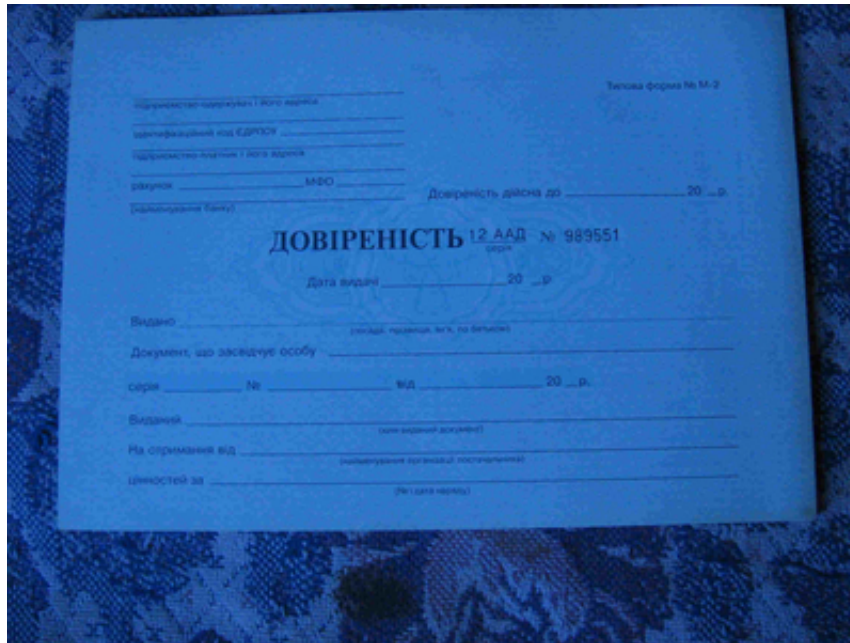 Типова форма № М-2
підприємство-одержувач і його адреса
ідентифікаційний код ЄДРПОУ
підприємство-платник і його адреса
рахунок МФО
(найменування банку)
Довіреність дійсна до 20 р.
ДОВІРЕНІСТЬ 12 ААД № 989551
серія
Дата видачі 20 р.
Видано
(посада, прізвище, ім'я, по батькові)
Документ, що засвідчує особу
серія № від 20 р.
Виданий
(ким виданий документ)
На отримання від
(найменування організації постачальника)
цінностей за
(№ і дата наряду)